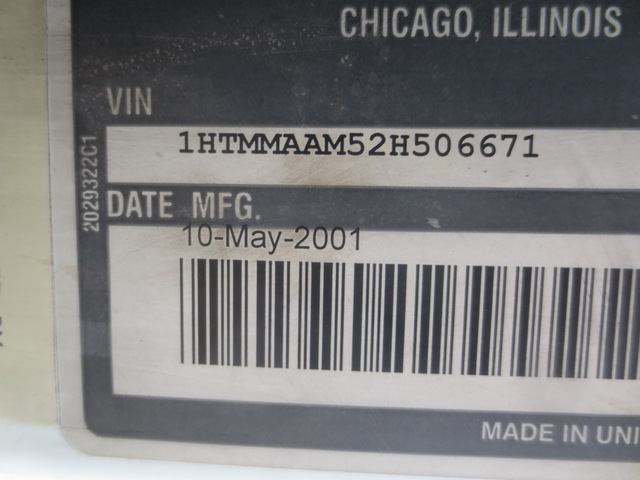 CHICAGO, ILLINOIS
VIN
1HTMMAAM52H506671
2029322C1
DATE MFG.
10-May-2001
MADE IN UNI